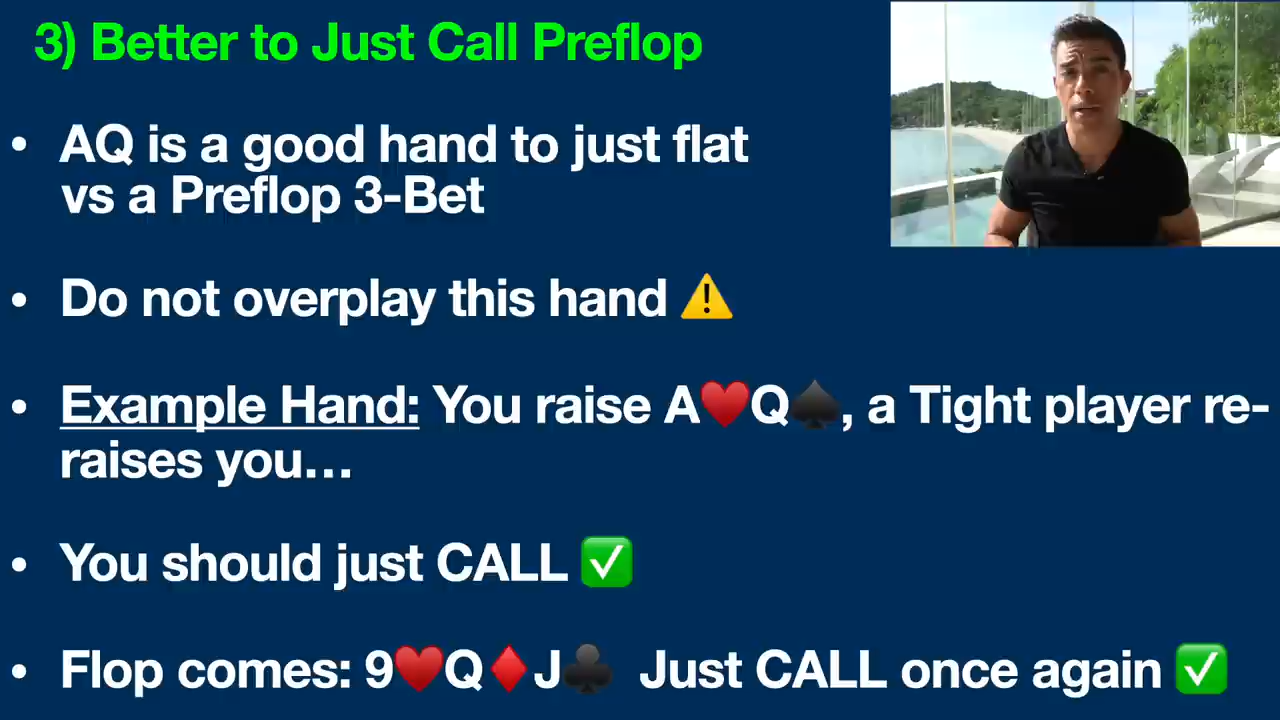 3) Better to Just Call Preflop
• AQ is a good hand to just flat
vs a Preflop 3-Bet
• Do not overplay this hand ⚠️
• Example Hand: You raise A♥️Q♠️, a Tight player re-
raises you…
• You should just CALL ✅
• Flop comes: 9♥️Q♦️J♣️ Just CALL once again ✅